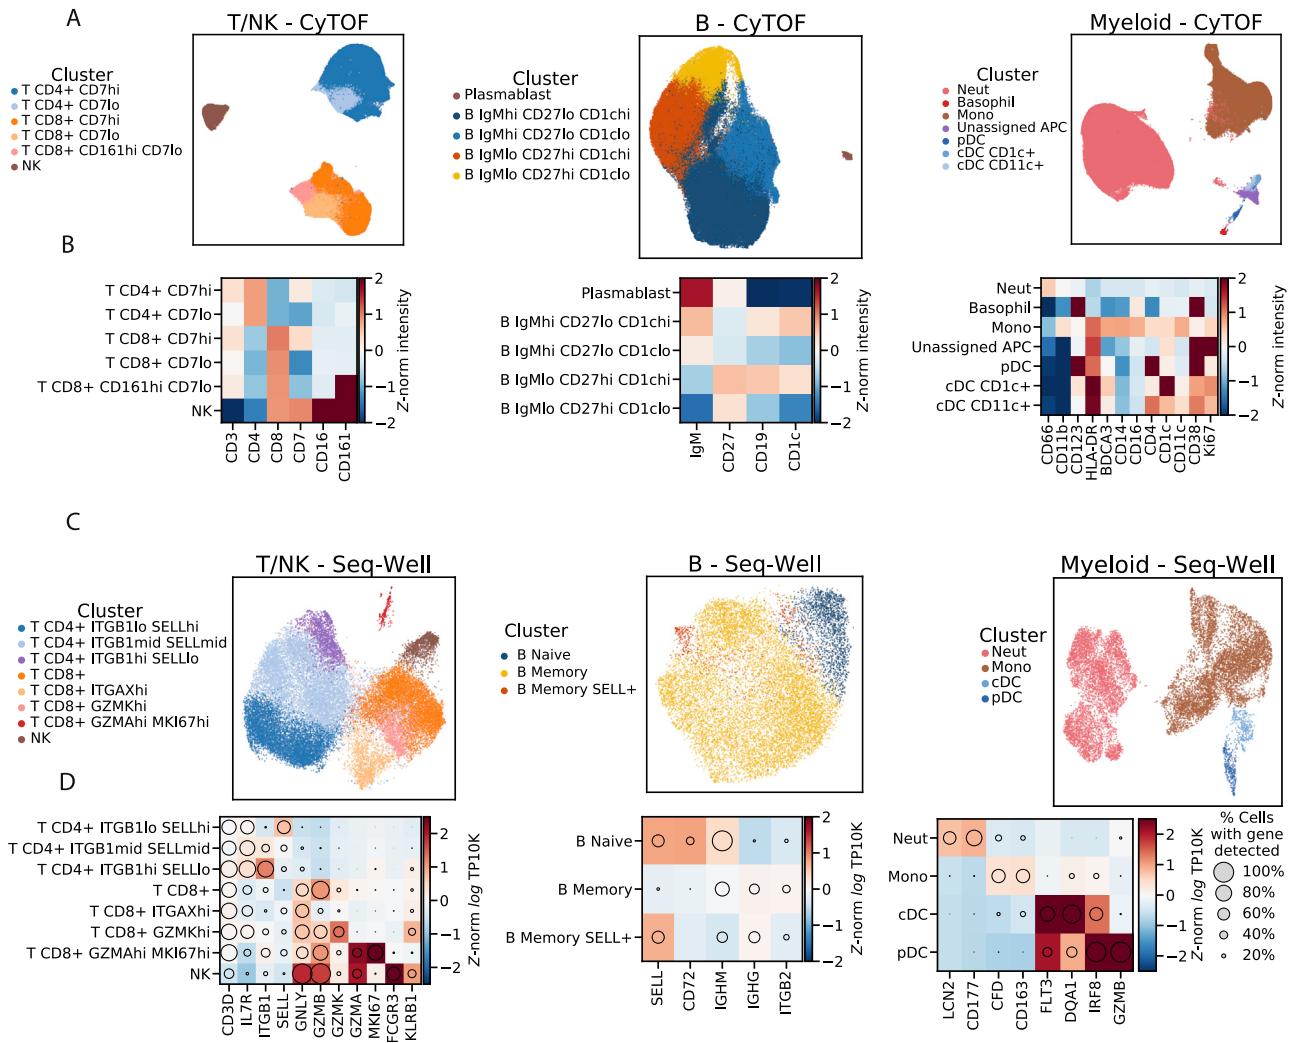 A
T/NK - CyTOF
Cluster
T CD4+ CD7hi
T CD4+ CD7lo
T CD8+ CD7hi
T CD8+ CD7lo
T CD8+ CD161hi CD7lo
NK
B - CyTOF
Cluster
Plasmablast
B IgMhi CD27lo CD1chi
B IgMhi CD27lo CD1clo
B IgMlo CD27hi CD1chi
B IgMlo CD27hi CD1clo
Myeloid - CyTOF
Cluster
Neut
Basophil
Mono
Unassigned APC
pDC
cDC CD1c+
cDC CD11c+
B
T CD4+ CD7hi
T CD4+ CD7lo
T CD8+ CD7hi
T CD8+ CD7lo
T CD8+ CD161hi CD7lo
NK
CD3
CD4
CD8
CD7
CD16
CD161
2
1
0
−1
−2
Z-norm intensity
Plasmablast
B IgMhi CD27lo CD1chi
B IgMhi CD27lo CD1clo
B IgMlo CD27hi CD1chi
B IgMlo CD27hi CD1clo
IgM
CD27
CD19
CD1c
2
1
0
−1
−2
Z-norm intensity
Neut
Basophil
Mono
Unassigned APC
pDC
cDC CD1c+
cDC CD11c+
CD66
CD11b
CD123
HLA-DR
BDCA3
CD14
CD16
CD4
CD1c
CD11c
CD38
Ki67
2
1
0
−1
−2
Z-norm intensity
C
T/NK - Seq-Well
Cluster
T CD4+ ITGB1lo SELLhi
T CD4+ ITGB1mid SELLmid
T CD4+ ITGB1hi SELLlo
T CD8+
T CD8+ ITGAXhi
T CD8+ GZMKhi
T CD8+ GZMAhi MKI67hi
NK
B - Seq-Well
Cluster
B Naive
B Memory
B Memory SELL+
Myeloid - Seq-Well
Cluster
Neut
Mono
cDC
pDC
D
T CD4+ ITGB1lo SELLhi
T CD4+ ITGB1mid SELLmid
T CD4+ ITGB1hi SELLlo
T CD8+
T CD8+ ITGAXhi
T CD8+ GZMKhi
T CD8+ GZMAhi MKI67hi
NK
CD3D
IL7R
ITGB1
SELL
GNLY
GZMB
GZMK
GZMA
MKI67
FCGR3
KLRB1
2
1
0
−1
−2
Z-norm log TP10K
B Naive
B Memory
B Memory SELL+
SELL
CD72
IGHM
IGHG
ITGB2
2
1
0
−1
−2
Z-norm log TP10K
Neut
Mono
cDC
pDC
LCN2
CD177
CFD
CD163
FLT3
DQA1
IRF8
GZMB
2
1
0
−1
−2
Z-norm log TP10K
% Cells
with gene
detected
100%
80%
60%
40%
20%